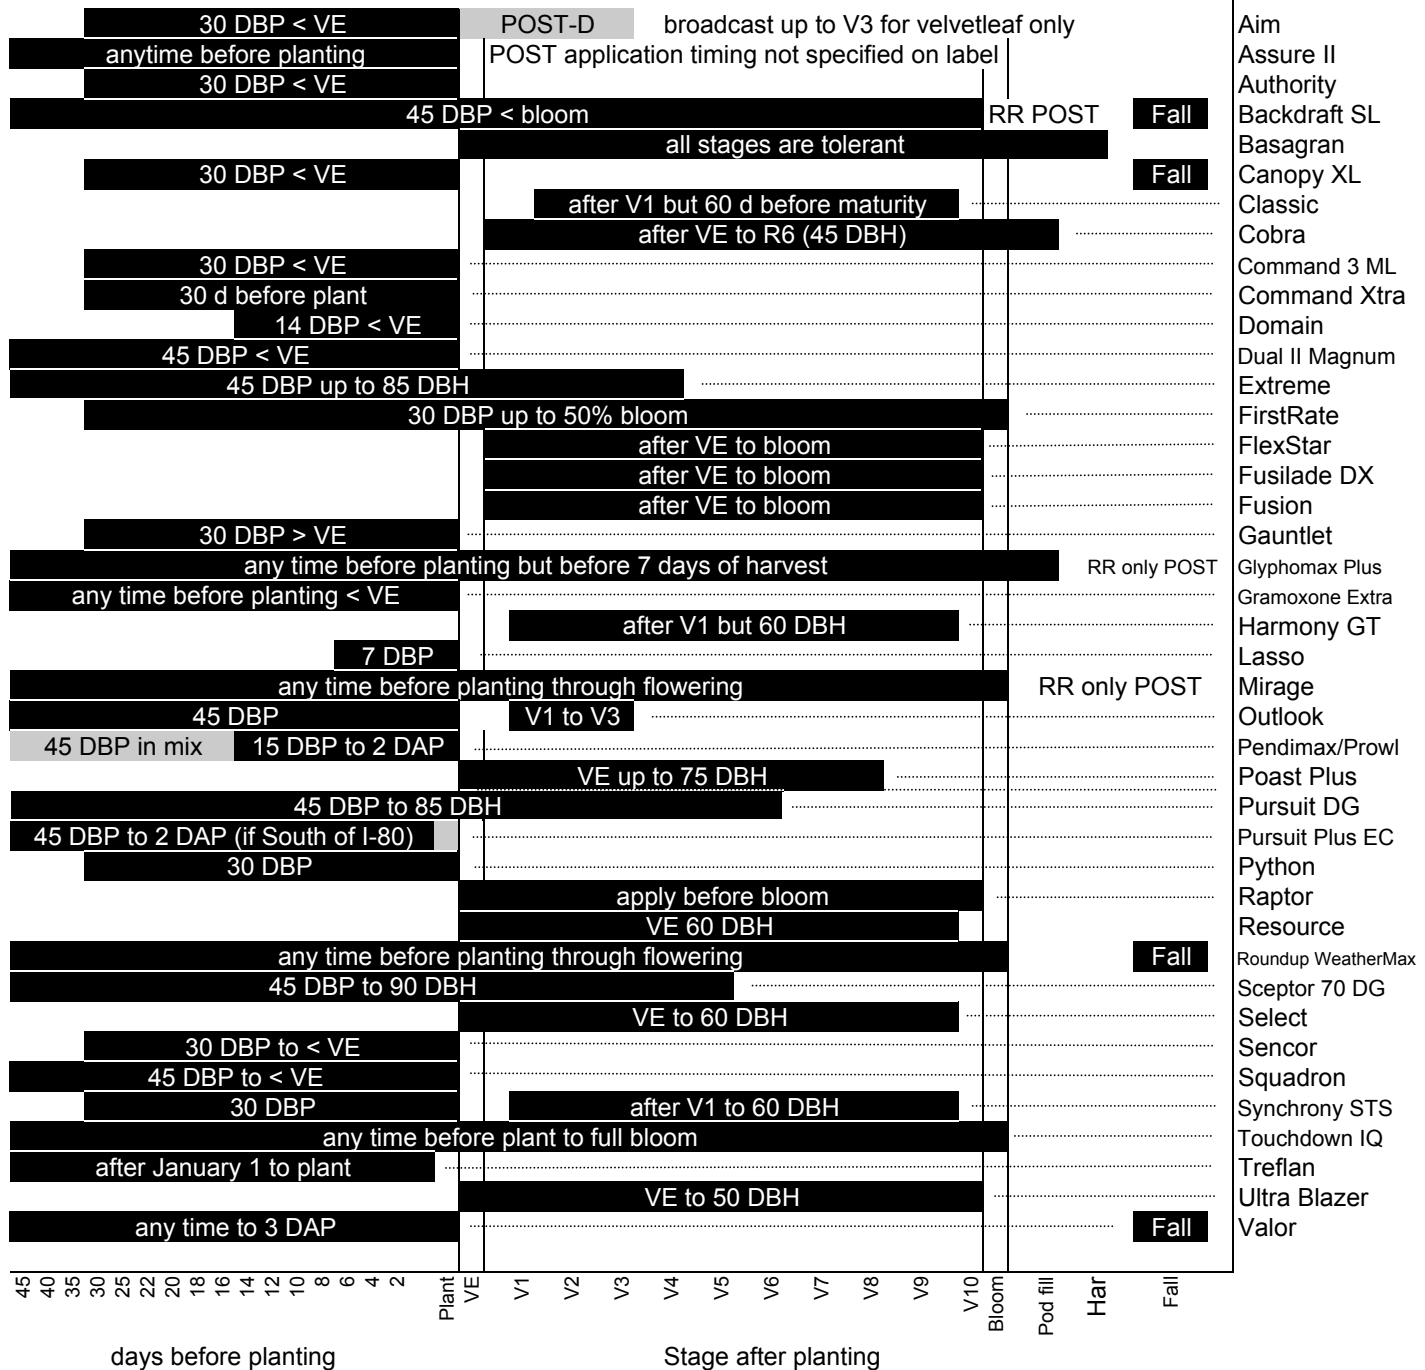 30 DBP < VE POST-D broadcast up to V3 for velvetleaf only Aim
anytime before planting POST application timing not specified on label Assure II
30 DBP < VE Authority
45 DBP < bloom RR POST Fall Backdraft SL
all stages are tolerant Basagran
30 DBP < VE Fall Canopy XL
after V1 but 60 d before maturity Classic
after VE to R6 (45 DBH) Cobra
30 DBP < VE Command 3 ML
30 d before plant Command Xtra
14 DBP < VE Domain
45 DBP < VE Dual II Magnum
45 DBP up to 85 DBH Extreme
30 DBP up to 50% bloom FirstRate
after VE to bloom FlexStar
after VE to bloom Fusilade DX
after VE to bloom Fusion
30 DBP > VE Gauntlet
any time before planting but before 7 days of harvest RR only POST Glyphomax Plus
any time before planting < VE Gramoxone Extra
after V1 but 60 DBH Harmony GT
7 DBP Lasso
any time before planting through flowering RR only POST Mirage
45 DBP V1 to V3 Outlook
45 DBP in mix 15 DBP to 2 DAP Pendimax/Prowl
VE up to 75 DBH Poast Plus
45 DBP to 85 DBH Pursuit DG
45 DBP to 2 DAP (if South of I-80) Pursuit Plus EC
30 DBP Python
apply before bloom Raptor
VE 60 DBH Resource
any time before planting through flowering Fall Roundup WeatherMax
45 DBP to 90 DBH Sceptor 70 DG
VE to 60 DBH Select
30 DBP to < VE Sencor
45 DBP to < VE Squadron
30 DBP after V1 to 60 DBH Synchrony STS
any time before plant to full bloom Touchdown IQ
after January 1 to plant Treflan
VE to 50 DBH Ultra Blazer
any time to 3 DAP Fall Valor
45 40 35 30 25 22 20 18 16 14 12 10 8 6 4 2 Plant VE V1 V2 V3 V4 V5 V6 V7 V8 V9 V10 Bloom Pod fill Har Fall
days before planting Stage after planting